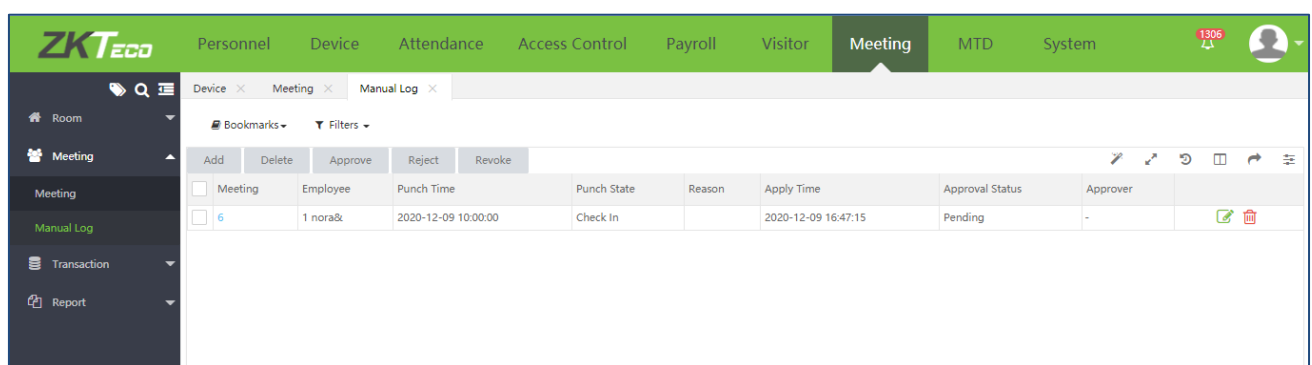 ZKTECO Personnel Device Attendance Access Control Payroll Visitor Meeting MTD System 1306
Device Meeting Manual Log
Room Bookmarks Filters
Meeting Add Delete Approve Reject Revoke
Meeting Employee Punch Time Punch State Reason Apply Time Approval Status Approver
Meeting
6 1 nora& 2020-12-09 10:00:00 Check In 2020-12-09 16:47:15 Pending -
Manual Log
Transaction
Report